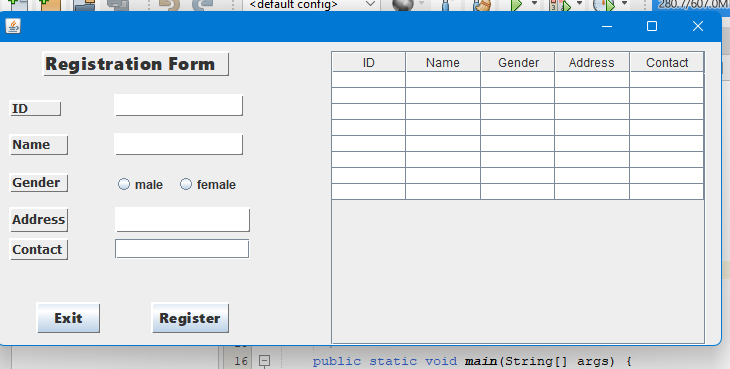 <default config>
280.7/607.0M
Registration Form
ID Name Gender Address Contact
ID
Name
Gender male female
Address
Contact
Exit Register
16 public static void main(String[] args) {